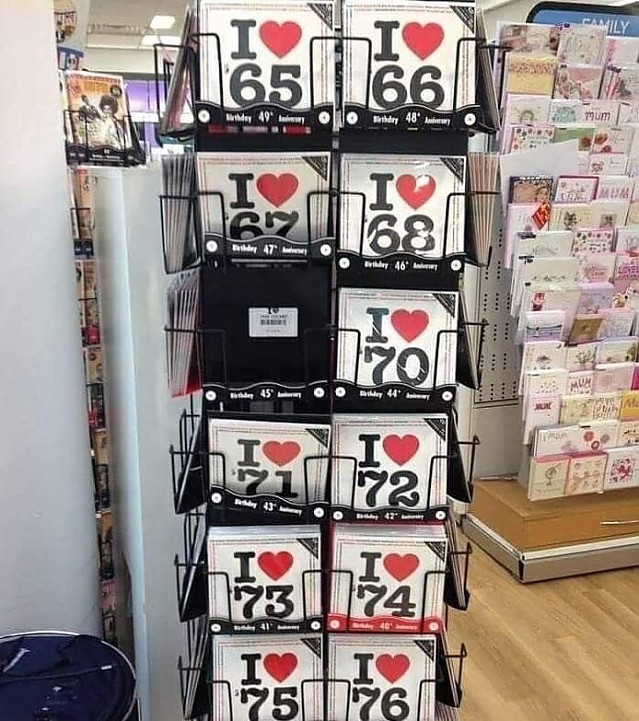 FAMILY
I ❤ 65
Birthday 49th Anniversary
I ❤ 66
Birthday 48th Anniversary
I ❤ 67
Birthday 47th Anniversary
I ❤ 68
Birthday 46th Anniversary
Birthday 45th Anniversary
I ❤ '70
Birthday 44th Anniversary
I ❤ '71
Birthday 43rd Anniversary
I ❤ '72
Birthday 42nd Anniversary
I ❤ '73
Birthday 41st Anniversary
I ❤ '74
Birthday 40th Anniversary
I ❤ '75
I ❤ '76
mum
MUM
MUM